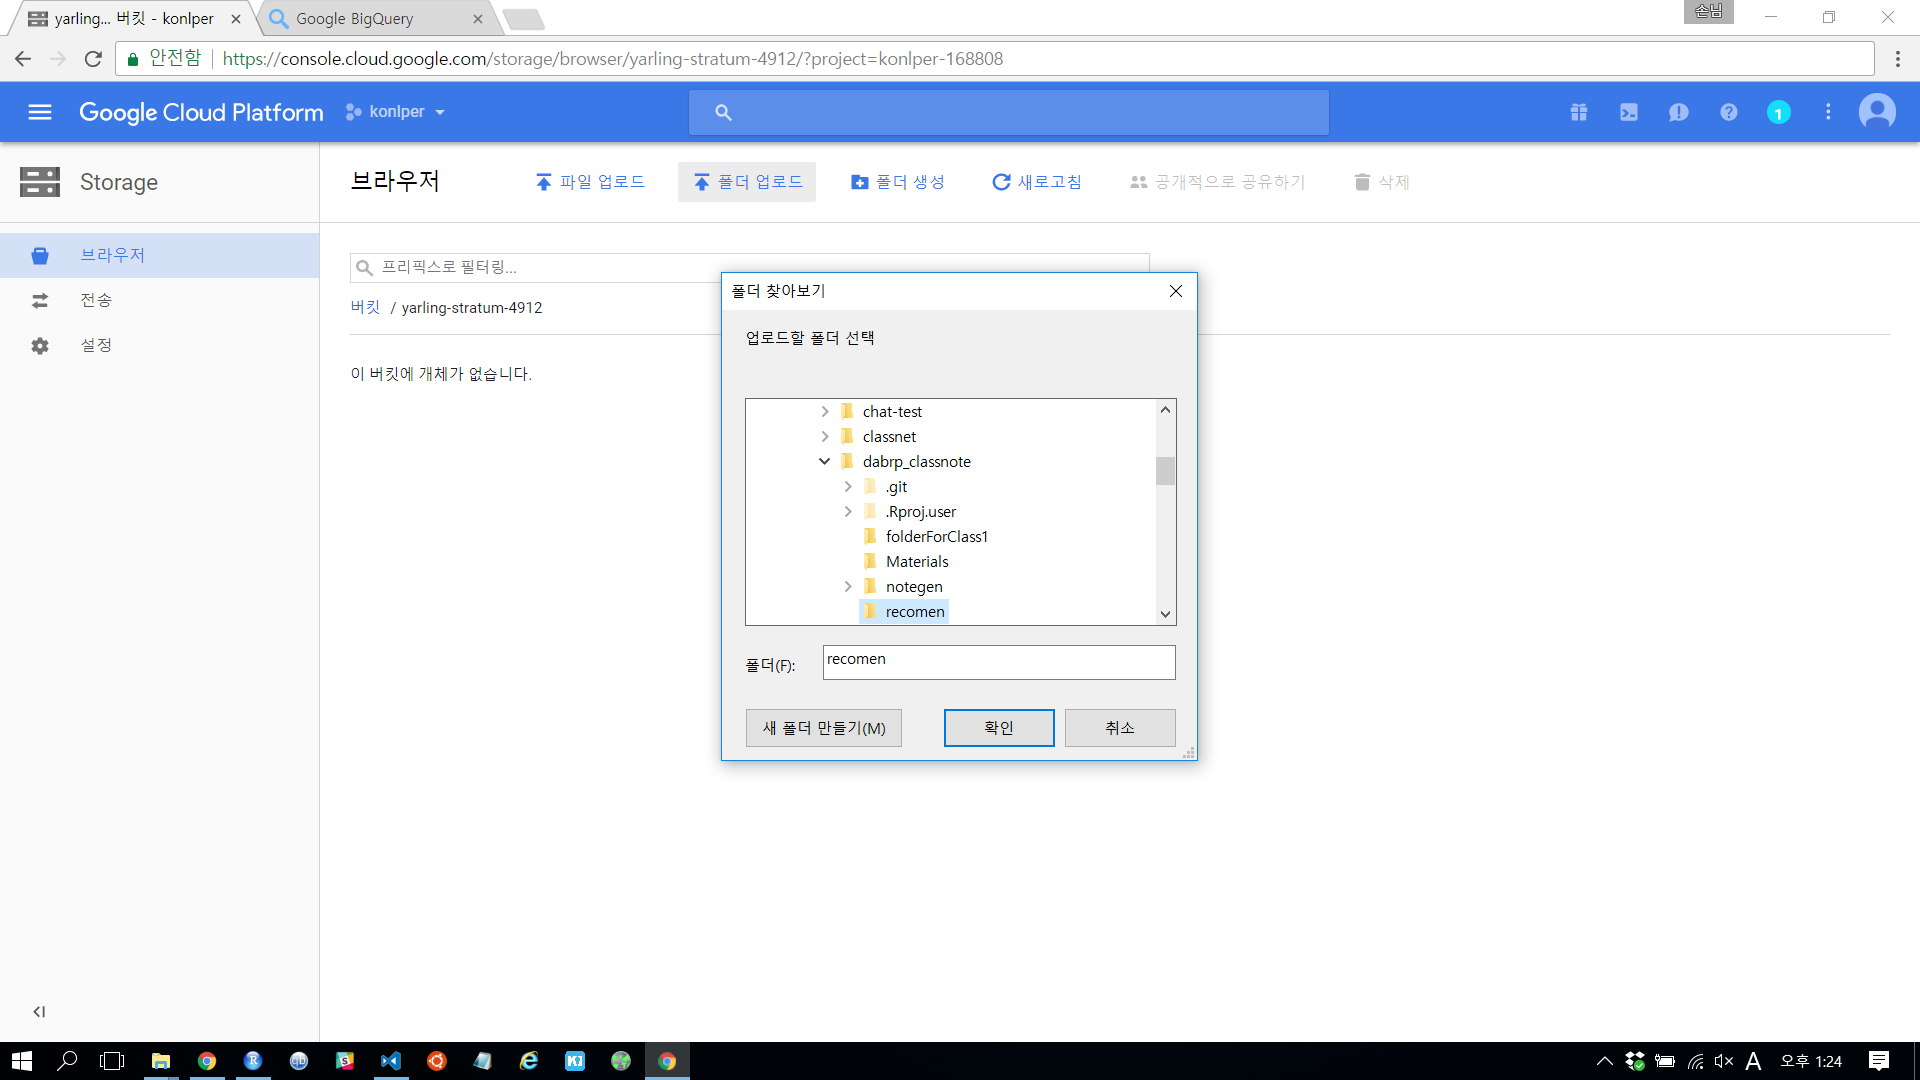 yarling... 버킷 - konlper
Google BigQuery
손님
안전함
https://console.cloud.google.com/storage/browser/yarling-stratum-4912/?project=konlper-168808
Google Cloud Platform
konlper
1
Storage
브라우저
파일 업로드
폴더 업로드
폴더 생성
새로고침
공개적으로 공유하기
삭제
브라우저
전송
설정
프리픽스로 필터링...
버킷 / yarling-stratum-4912
이 버킷에 개체가 없습니다.
폴더 찾아보기
업로드할 폴더 선택
chat-test
classnet
dabrp_classnote
.git
.Rproj.user
folderForClass1
Materials
notegen
recomen
폴더(F):
recomen
새 폴더 만들기(M)
확인
취소
A
오후 1:24